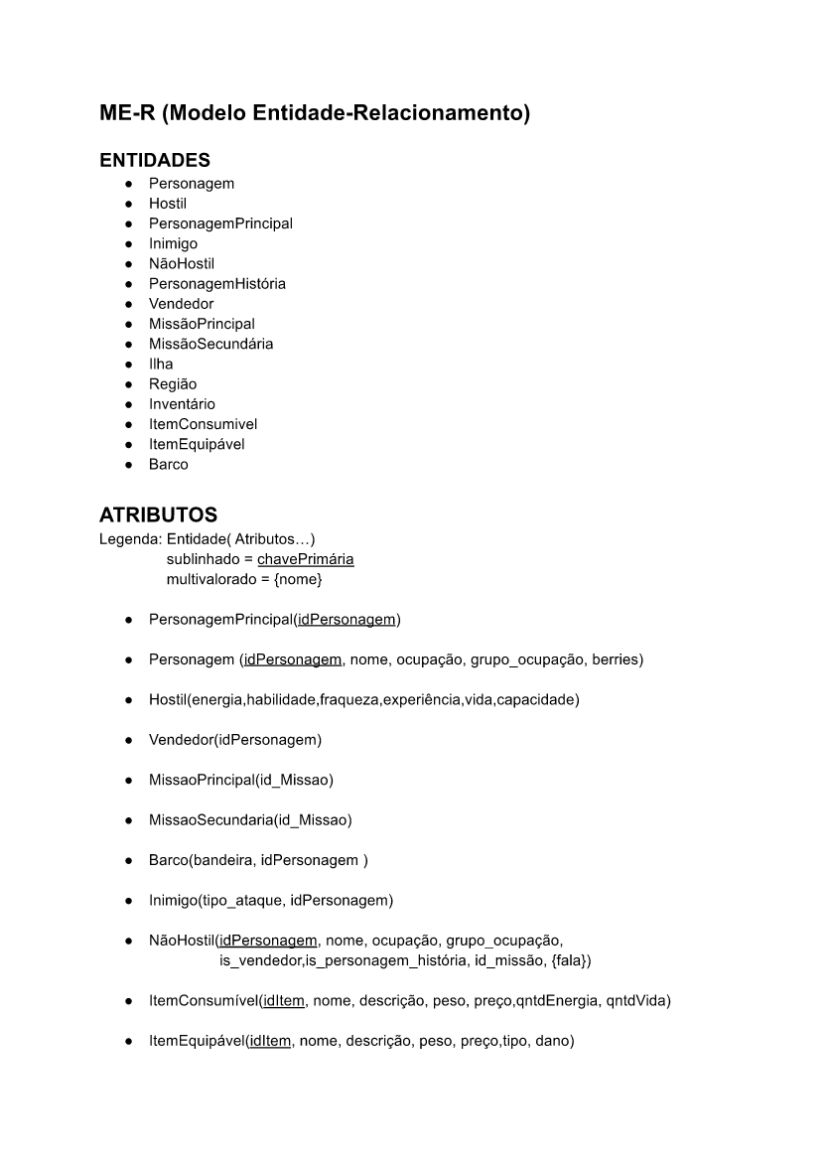 ME-R (Modelo Entidade-Relacionamento)
ENTIDADES
● Personagem
● Hostil
● PersonagemPrincipal
● Inimigo
● NãoHostil
● PersonagemHistória
● Vendedor
● MissãoPrincipal
● MissãoSecundária
● Ilha
● Região
● Inventário
● ItemConsumivel
● ItemEquipável
● Barco
ATRIBUTOS
Legenda: Entidade( Atributos…)
sublinhado = chavePrimária
multivalorado = {nome}
● PersonagemPrincipal(idPersonagem)
● Personagem (idPersonagem, nome, ocupação, grupo_ocupação, berries)
● Hostil(energia,habilidade,fraqueza,experiência,vida,capacidade)
● Vendedor(idPersonagem)
● MissaoPrincipal(id_Missao)
● MissaoSecundaria(id_Missao)
● Barco(bandeira, idPersonagem )
● Inimigo(tipo_ataque, idPersonagem)
● NãoHostil(idPersonagem, nome, ocupação, grupo_ocupação,
is_vendedor,is_personagem_história, id_missão, {fala})
● ItemConsumível(idItem, nome, descrição, peso, preço,qntdEnergia, qntdVida)
● ItemEquipável(idItem, nome, descrição, peso, preço,tipo, dano)